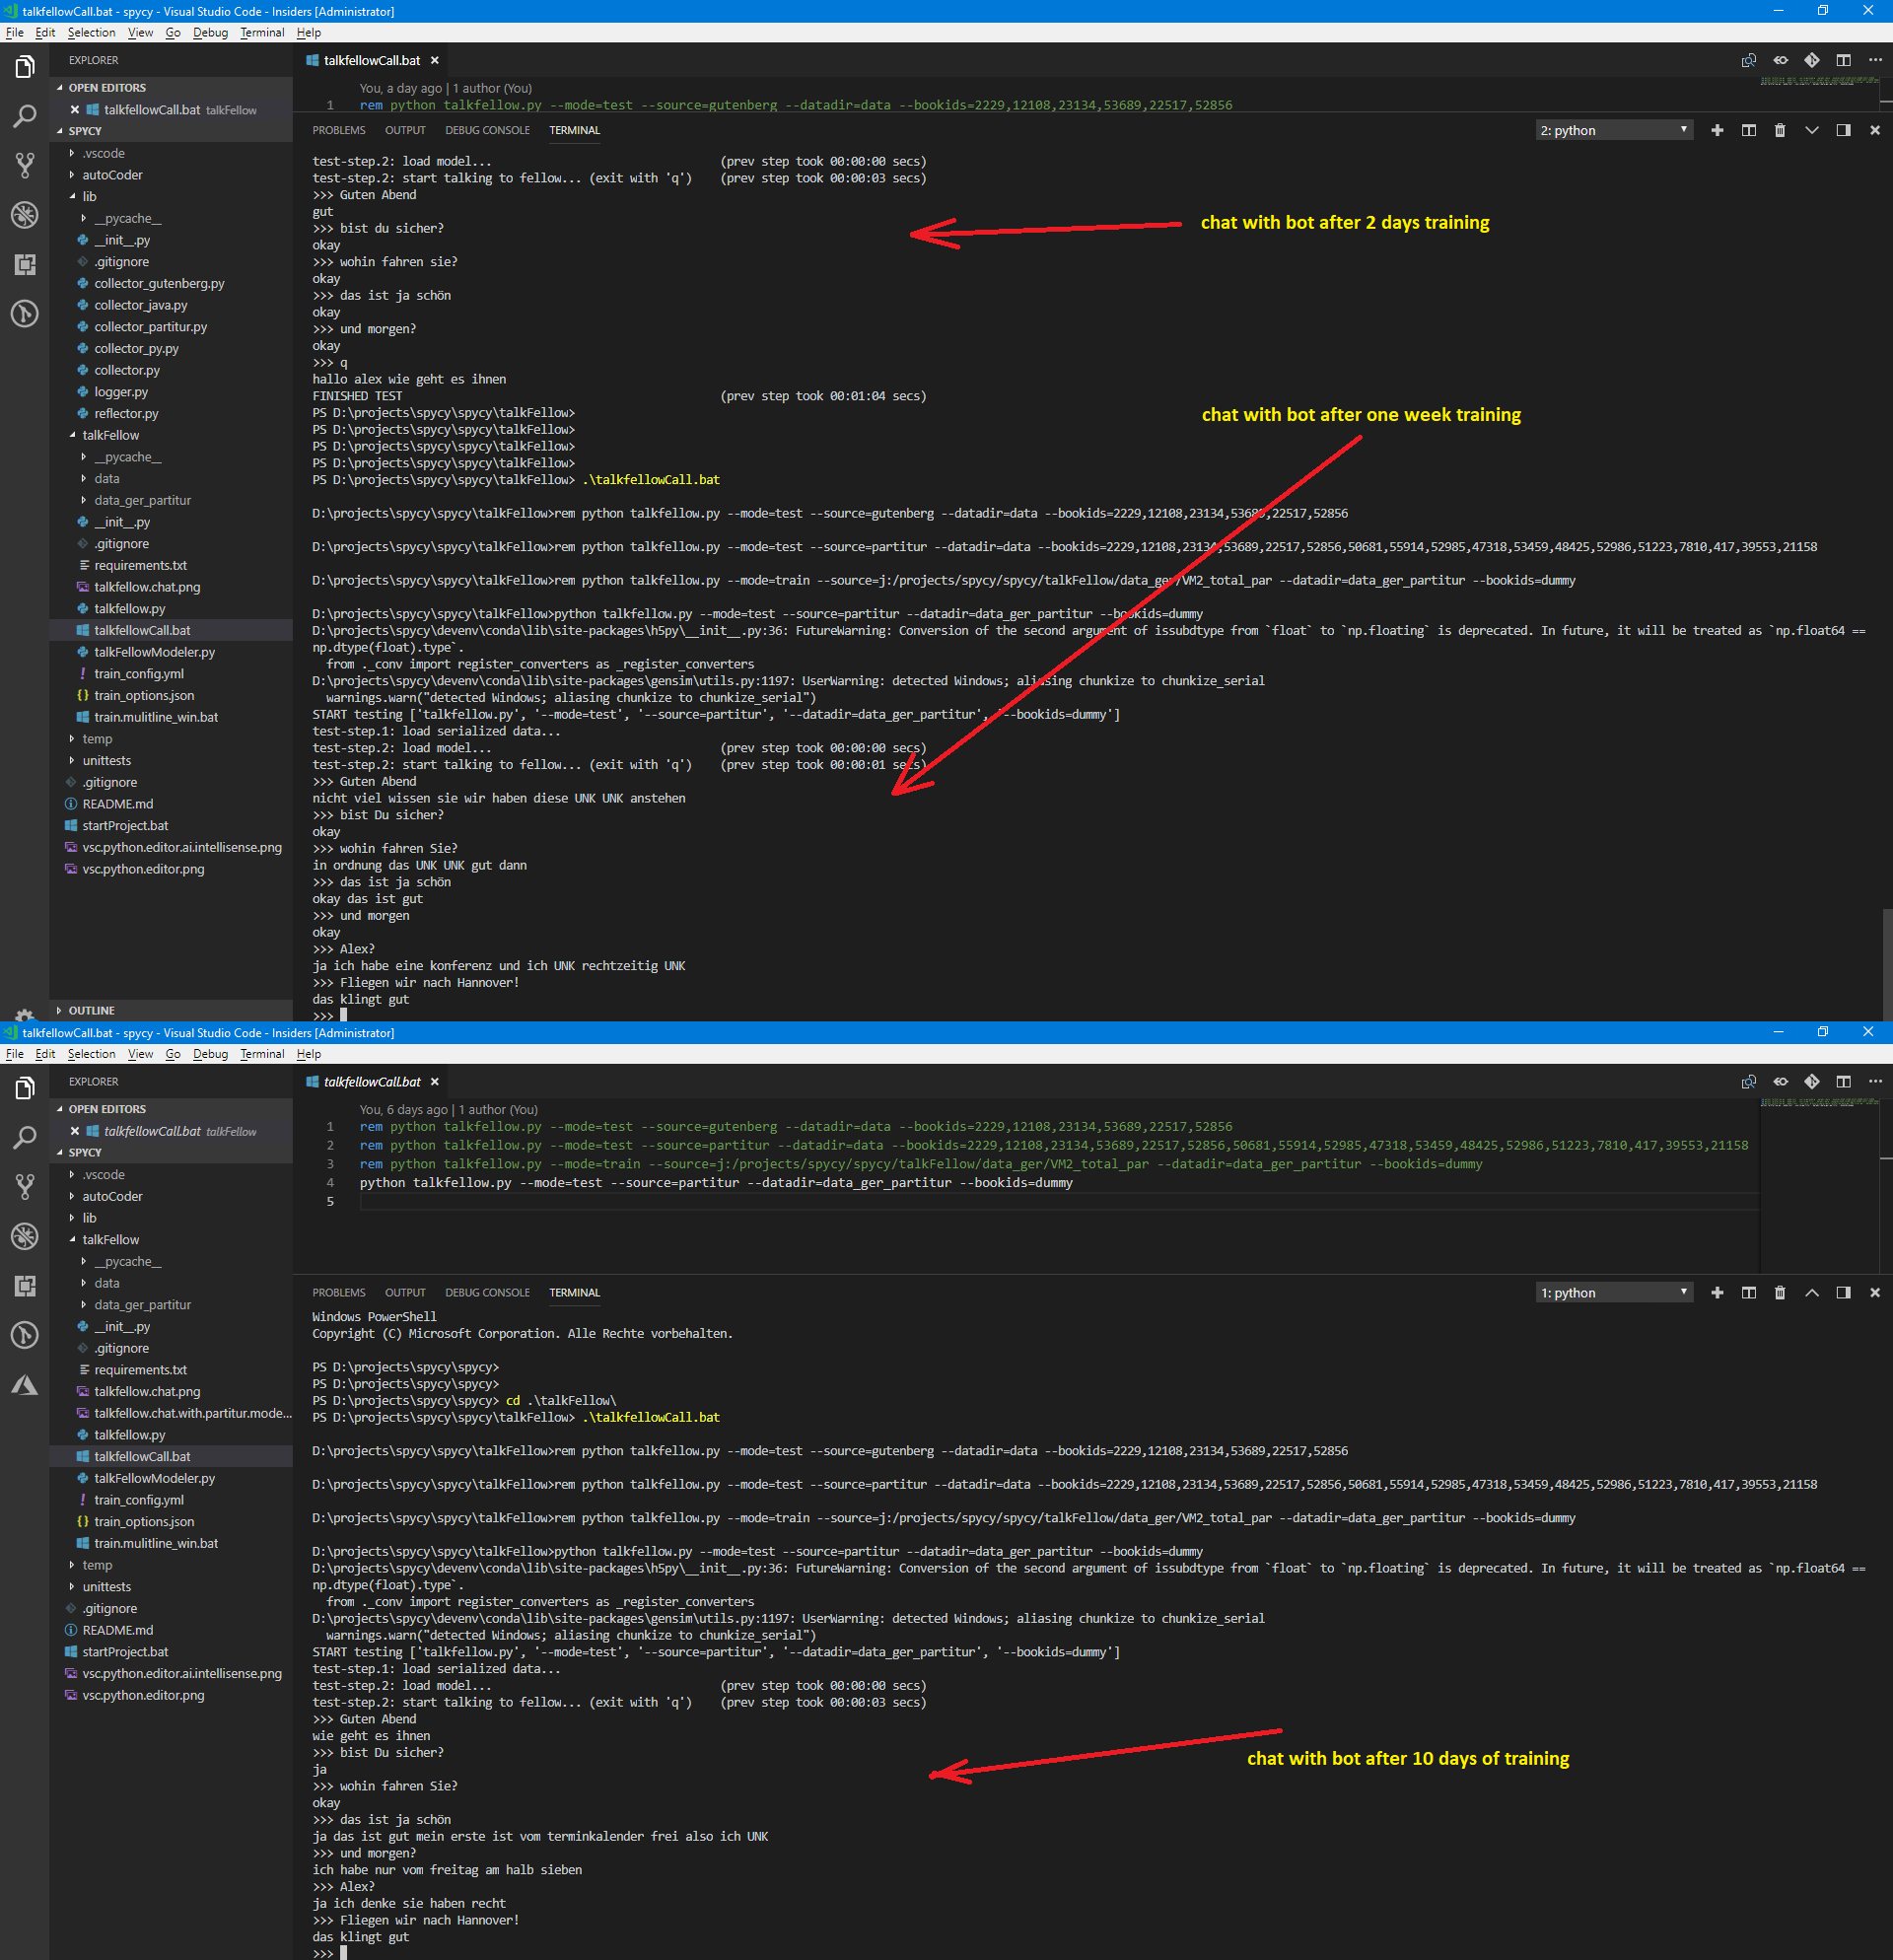 talkfellowCall.bat - spycy - Visual Studio Code - Insiders [Administrator]
File Edit Selection View Go Debug Terminal Help
EXPLORER
OPEN EDITORS
talkfellowCall.bat talkFellow
SPYCY
.vscode
autoCoder
lib
__pycache__
__init__.py
.gitignore
collector_gutenberg.py
collector_java.py
collector_partitur.py
collector_py.py
collector.py
logger.py
reflector.py
talkFellow
__pycache__
data
data_ger_partitur
__init__.py
.gitignore
requirements.txt
talkfellow.chat.png
talkfellow.py
talkfellowCall.bat
talkFellowModeler.py
train_config.yml
train_options.json
train.mulitline_win.bat
temp
unittests
.gitignore
README.md
startProject.bat
vsc.python.editor.ai.intellisense.png
vsc.python.editor.png
OUTLINE
talkfellowCall.bat
You, a day ago | 1 author (You)
1 rem python talkfellow.py --mode=test --source=gutenberg --datadir=data --bookids=2229,12108,23134,53689,22517,52856
PROBLEMS OUTPUT DEBUG CONSOLE TERMINAL
2: python
test-step.2: load model... (prev step took 00:00:00 secs)
test-step.2: start talking to fellow... (exit with 'q') (prev step took 00:00:03 secs)
>>> Guten Abend
gut
>>> bist du sicher?
okay
>>> wohin fahren sie?
okay
>>> das ist ja schön
okay
>>> und morgen?
okay
>>> q
hallo alex wie geht es ihnen
FINISHED TEST (prev step took 00:01:04 secs)
PS D:\projects\spycy\spycy\talkFellow>
PS D:\projects\spycy\spycy\talkFellow>
PS D:\projects\spycy\spycy\talkFellow>
PS D:\projects\spycy\spycy\talkFellow>
PS D:\projects\spycy\spycy\talkFellow> .\talkfellowCall.bat
D:\projects\spycy\spycy\talkFellow>rem python talkfellow.py --mode=test --source=gutenberg --datadir=data --bookids=2229,12108,23134,53689,22517,52856
D:\projects\spycy\spycy\talkFellow>rem python talkfellow.py --mode=test --source=partitur --datadir=data --bookids=2229,12108,23134,53689,22517,52856,50681,55914,52985,47318,53459,48425,52986,51223,7810,417,39553,21158
D:\projects\spycy\spycy\talkFellow>rem python talkfellow.py --mode=train --source=j:/projects/spycy/spycy/talkFellow/data_ger/VM2_total_par --datadir=data_ger_partitur --bookids=dummy
D:\projects\spycy\spycy\talkFellow>python talkfellow.py --mode=test --source=partitur --datadir=data_ger_partitur --bookids=dummy
D:\projects\spycy\devenv\conda\lib\site-packages\h5py\__init__.py:36: FutureWarning: Conversion of the second argument of issubdtype from `float` to `np.floating` is deprecated. In future, it will be treated as `np.float64 ==
np.dtype(float).type`.
from ._conv import register_converters as _register_converters
D:\projects\spycy\devenv\conda\lib\site-packages\gensim\utils.py:1197: UserWarning: detected Windows; aliasing chunkize to chunkize_serial
warnings.warn("detected Windows; aliasing chunkize to chunkize_serial")
START testing ['talkfellow.py', '--mode=test', '--source=partitur', '--datadir=data_ger_partitur', '--bookids=dummy']
test-step.1: load serialized data...
test-step.2: load model... (prev step took 00:00:00 secs)
test-step.2: start talking to fellow... (exit with 'q') (prev step took 00:00:01 secs)
>>> Guten Abend
nicht viel wissen sie wir haben diese UNK UNK anstehen
>>> bist Du sicher?
okay
>>> wohin fahren Sie?
in ordnung das UNK UNK gut dann
>>> das ist ja schön
okay das ist gut
>>> und morgen
okay
>>> Alex?
ja ich habe eine konferenz und ich UNK rechtzeitig UNK
>>> Fliegen wir nach Hannover!
das klingt gut
>>>
chat with bot after 2 days training
chat with bot after one week training
talkfellowCall.bat - spycy - Visual Studio Code - Insiders [Administrator]
File Edit Selection View Go Debug Terminal Help
EXPLORER
OPEN EDITORS
talkfellowCall.bat talkFellow
SPYCY
.vscode
autoCoder
lib
talkFellow
__pycache__
data
data_ger_partitur
__init__.py
.gitignore
requirements.txt
talkfellow.chat.png
talkfellow.chat.with.partitur.mode...
talkfellow.py
talkfellowCall.bat
talkFellowModeler.py
train_config.yml
train_options.json
train.mulitline_win.bat
temp
unittests
.gitignore
README.md
startProject.bat
vsc.python.editor.ai.intellisense.png
vsc.python.editor.png
talkfellowCall.bat
You, 6 days ago | 1 author (You)
1 rem python talkfellow.py --mode=test --source=gutenberg --datadir=data --bookids=2229,12108,23134,53689,22517,52856
2 rem python talkfellow.py --mode=test --source=partitur --datadir=data --bookids=2229,12108,23134,53689,22517,52856,50681,55914,52985,47318,53459,48425,52986,51223,7810,417,39553,21158
3 rem python talkfellow.py --mode=train --source=j:/projects/spycy/spycy/talkFellow/data_ger/VM2_total_par --datadir=data_ger_partitur --bookids=dummy
4 python talkfellow.py --mode=test --source=partitur --datadir=data_ger_partitur --bookids=dummy
5
PROBLEMS OUTPUT DEBUG CONSOLE TERMINAL
1: python
Windows PowerShell
Copyright (C) Microsoft Corporation. Alle Rechte vorbehalten.
PS D:\projects\spycy\spycy>
PS D:\projects\spycy\spycy>
PS D:\projects\spycy\spycy> cd .\talkFellow\
PS D:\projects\spycy\spycy\talkFellow> .\talkfellowCall.bat
D:\projects\spycy\spycy\talkFellow>rem python talkfellow.py --mode=test --source=gutenberg --datadir=data --bookids=2229,12108,23134,53689,22517,52856
D:\projects\spycy\spycy\talkFellow>rem python talkfellow.py --mode=test --source=partitur --datadir=data --bookids=2229,12108,23134,53689,22517,52856,50681,55914,52985,47318,53459,48425,52986,51223,7810,417,39553,21158
D:\projects\spycy\spycy\talkFellow>rem python talkfellow.py --mode=train --source=j:/projects/spycy/spycy/talkFellow/data_ger/VM2_total_par --datadir=data_ger_partitur --bookids=dummy
D:\projects\spycy\spycy\talkFellow>python talkfellow.py --mode=test --source=partitur --datadir=data_ger_partitur --bookids=dummy
D:\projects\spycy\devenv\conda\lib\site-packages\h5py\__init__.py:36: FutureWarning: Conversion of the second argument of issubdtype from `float` to `np.floating` is deprecated. In future, it will be treated as `np.float64 ==
np.dtype(float).type`.
from ._conv import register_converters as _register_converters
D:\projects\spycy\devenv\conda\lib\site-packages\gensim\utils.py:1197: UserWarning: detected Windows; aliasing chunkize to chunkize_serial
warnings.warn("detected Windows; aliasing chunkize to chunkize_serial")
START testing ['talkfellow.py', '--mode=test', '--source=partitur', '--datadir=data_ger_partitur', '--bookids=dummy']
test-step.1: load serialized data...
test-step.2: load model... (prev step took 00:00:00 secs)
test-step.2: start talking to fellow... (exit with 'q') (prev step took 00:00:03 secs)
>>> Guten Abend
wie geht es ihnen
>>> bist Du sicher?
ja
>>> wohin fahren Sie?
okay
>>> das ist ja schön
ja das ist gut mein erste ist vom terminkalender frei also ich UNK
>>> und morgen?
ich habe nur vom freitag am halb sieben
>>> Alex?
ja ich denke sie haben recht
>>> Fliegen wir nach Hannover!
das klingt gut
>>>
chat with bot after 10 days of training